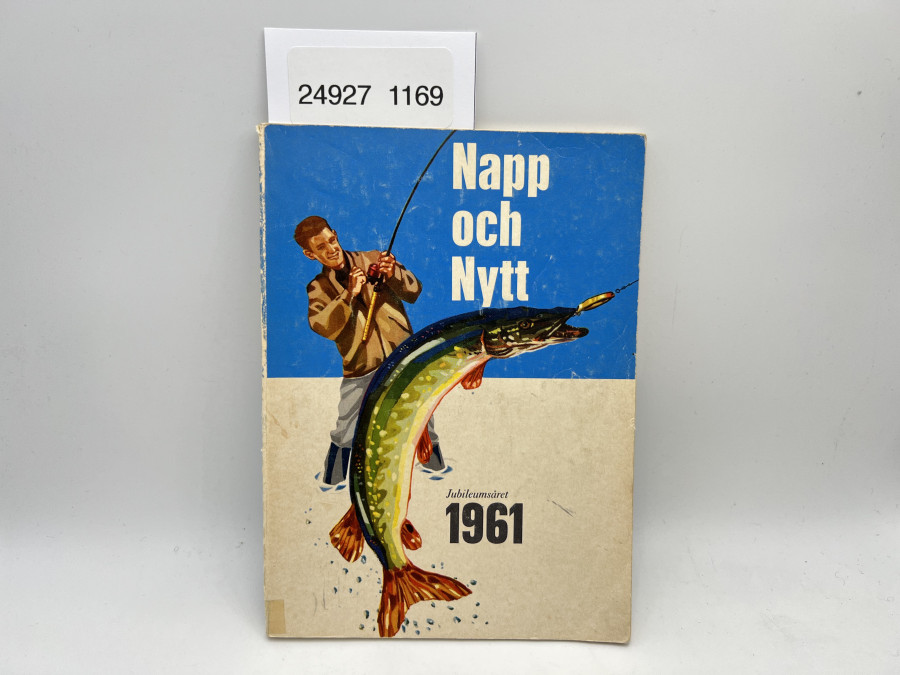 24927 1169
Napp
och
Nytt
Jubileumsåret
1961